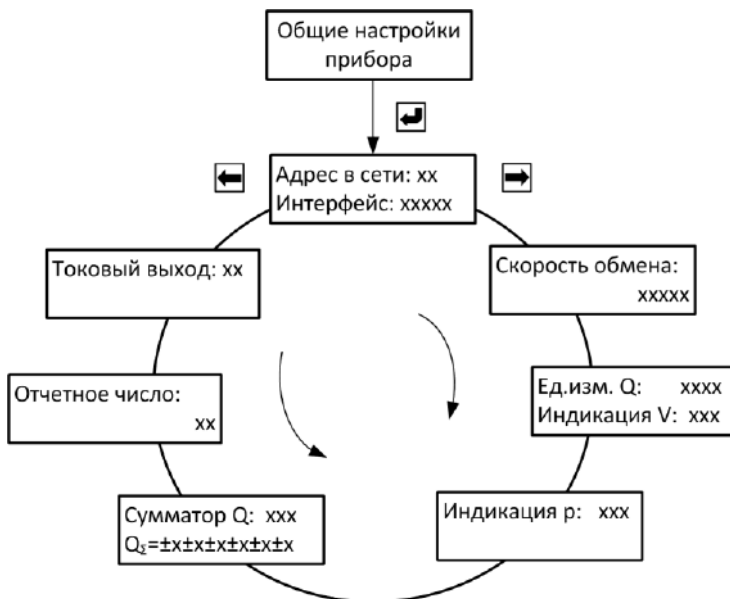 Общие настройки
прибора
Адрес в сети: xx
Интерфейс: xxxxx
Токовый выход: xx
Скорость обмена:
xxxxx
Отчетное число:
xx
Ед.изм. Q: xxxx
Индикация V: xxx
Сумматор Q: xxx
QΣ=±x±x±x±x±x±x
Индикация p: xxx